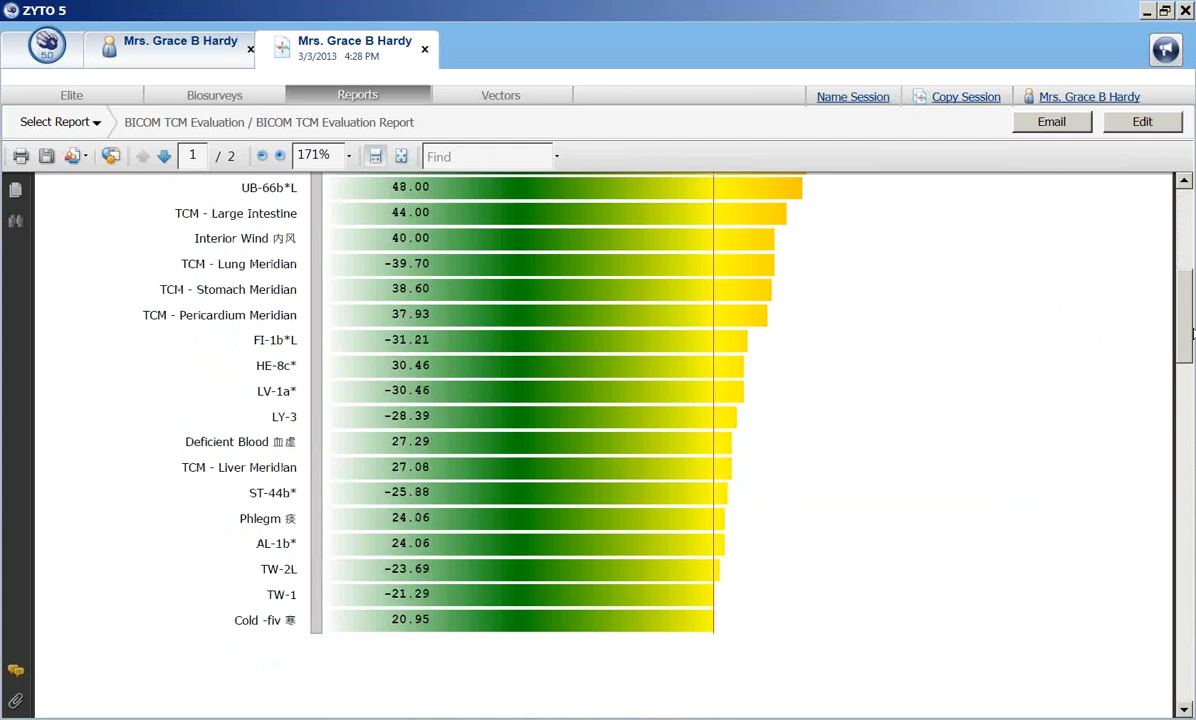 ZYTO 5
5.0
Mrs. Grace B Hardy
Mrs. Grace B Hardy
3/3/2013 4:28 PM
Elite
Biosurveys
Reports
Vectors
Name Session
Copy Session
Mrs. Grace B Hardy
Select Report
BICOM TCM Evaluation / BICOM TCM Evaluation Report
Email
Edit
1 / 2
171%
Find
UB-66b*L 48.00
TCM - Large Intestine 44.00
Interior Wind 内风 40.00
TCM - Lung Meridian -39.70
TCM - Stomach Meridian 38.60
TCM - Pericardium Meridian 37.93
FI-1b*L -31.21
HE-8c* 30.46
LV-1a* -30.46
LY-3 -28.39
Deficient Blood 血虚 27.29
TCM - Liver Meridian 27.08
ST-44b* -25.88
Phlegm 痰 24.06
AL-1b* 24.06
TW-2L -23.69
TW-1 -21.29
Cold -fiv 寒 20.95